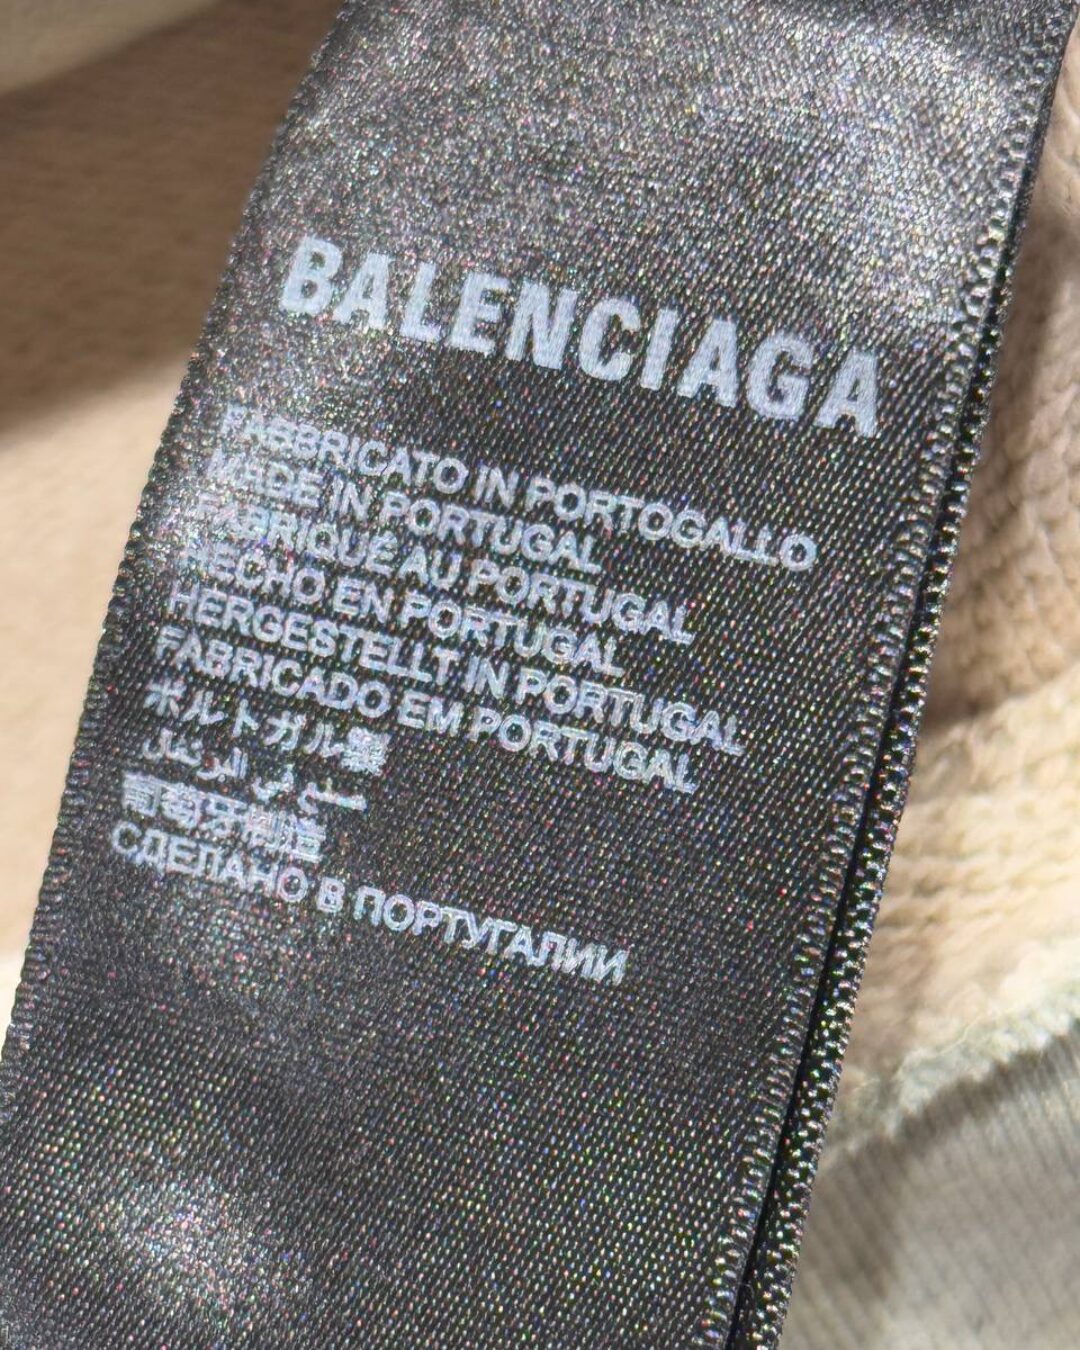 BALENCIAGA
FABBRICATO IN PORTOGALLO
MADE IN PORTUGAL
FABRIQUÉ AU PORTUGAL
HECHO EN PORTUGAL
HERGESTELLT IN PORTUGAL
FABRICADO EM PORTUGAL
ポルトガル製
صنع في البرتغال
葡萄牙制造
СДЕЛАНО В ПОРТУГАЛИИ